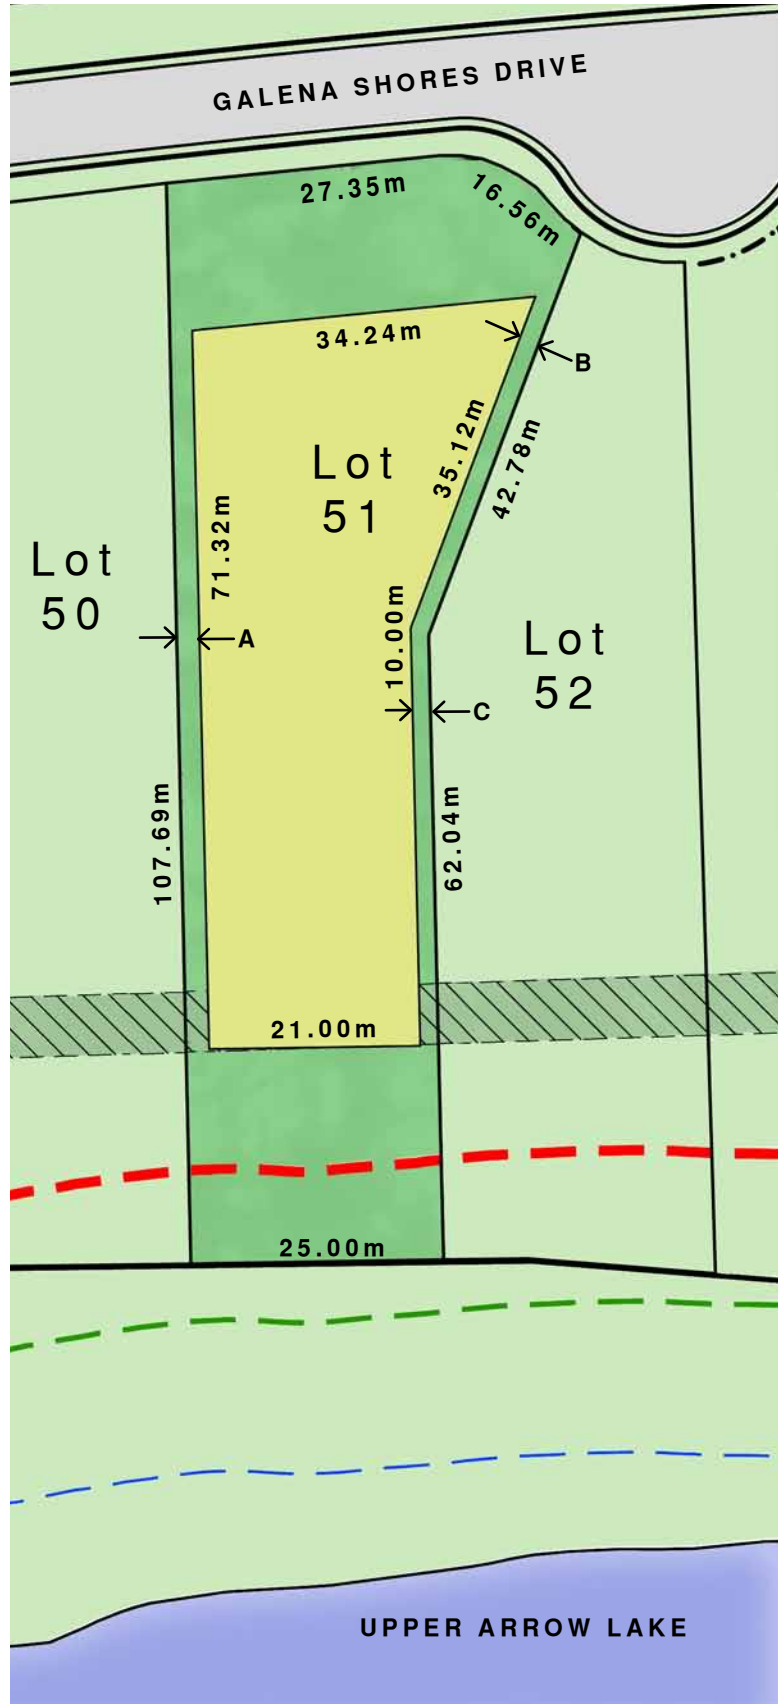 GALENA SHORES DRIVE
27.35m
16.56m
34.24m
B
35.12m
42.78m
Lot
51
71.32m
Lot
50
A
10.00m
Lot
52
C
107.69m
62.04m
21.00m
25.00m
UPPER ARROW LAKE